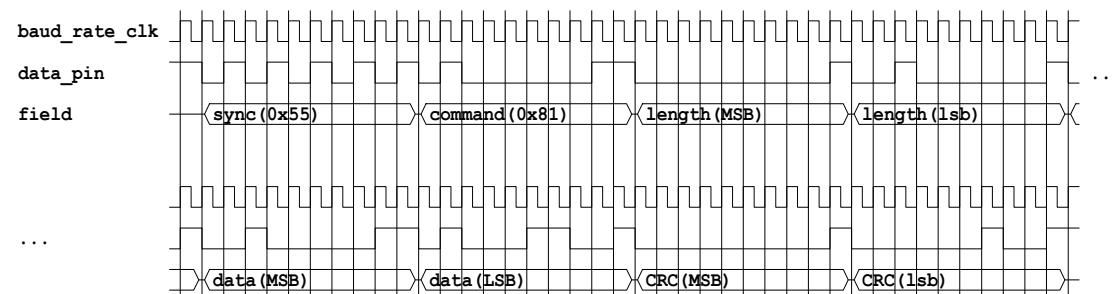 baud_rate_clk
data_pin ..
field sync(0x55) command(0x81) length(MSB) length(lsb)
...
data(MSB) data(LSB) CRC(MSB) CRC(lsb)